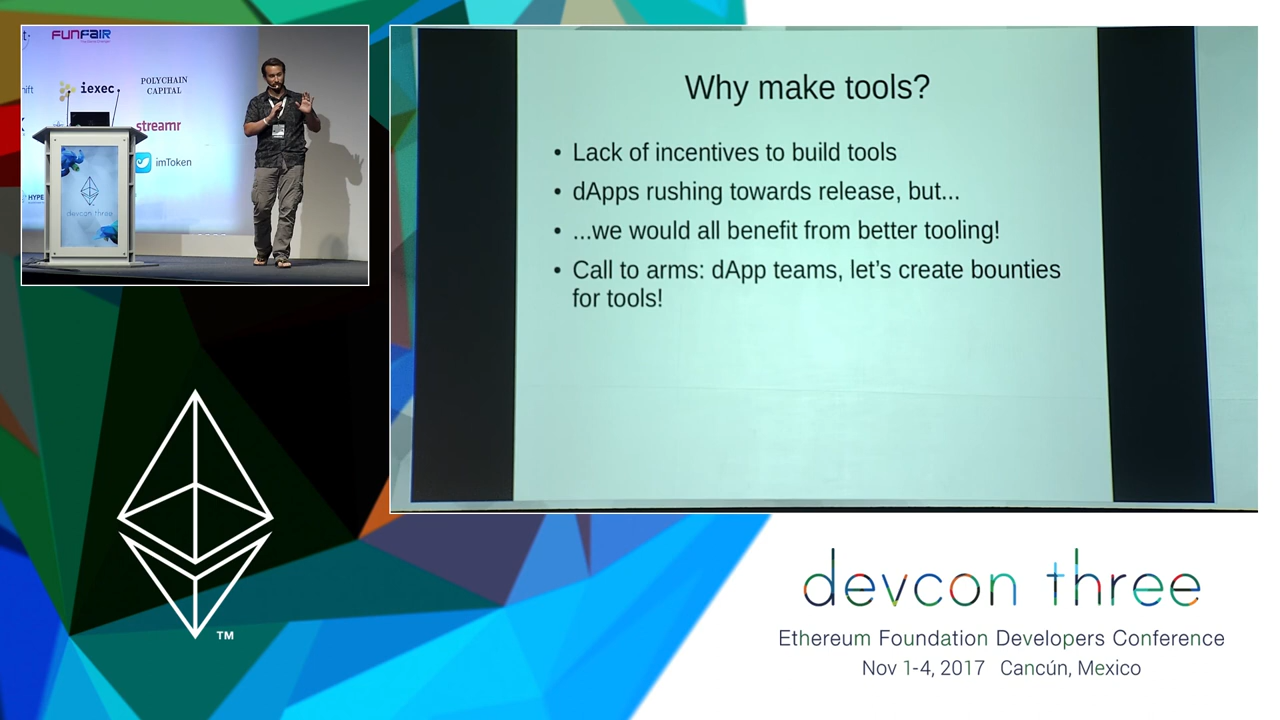 FUNFAIR
iexec
POLYCHAIN
CAPITAL
streamr
imToken
HYPE
devcon three
Why make tools?
• Lack of incentives to build tools
• dApps rushing towards release, but...
• ...we would all benefit from better tooling!
• Call to arms: dApp teams, let's create bounties
for tools!
TM
devcon three
Ethereum Foundation Developers Conference
Nov 1-4, 2017 Cancún, Mexico